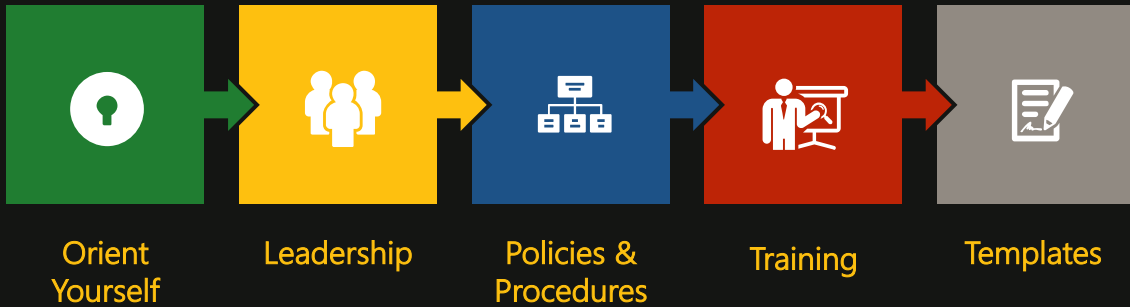 Orient
Yourself
Leadership
Policies &
Procedures
Training
Templates